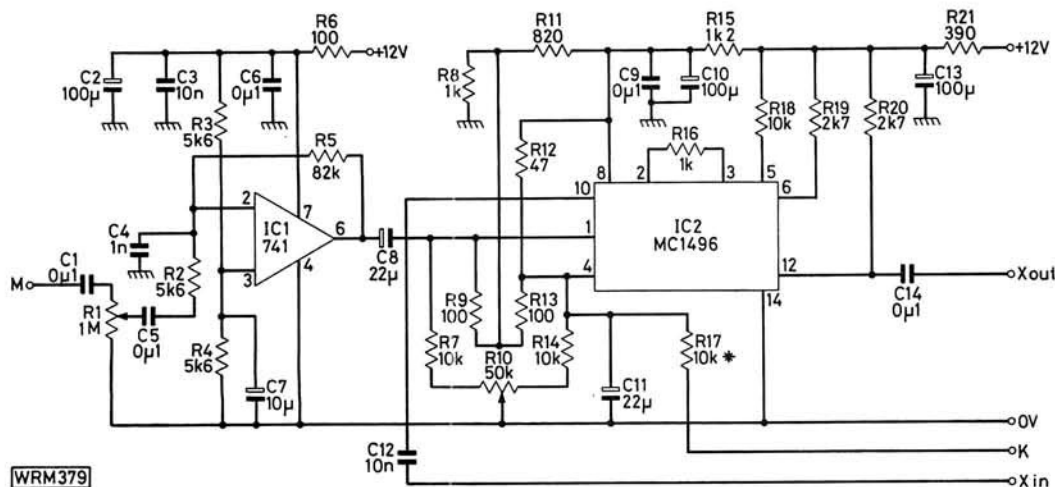 R6
100
+12V
C2
100µ
C3
10n
C6
0µ1
R3
5k6
R5
82k
C4
1n
2
7
IC1
741
6
3
4
C8
22µ
M
C1
0µ1
R2
5k6
R1
1M
C5
0µ1
R4
5k6
C7
10µ
R11
820
R15
1k2
R21
390
+12V
R8
1k
C9
0µ1
C10
100µ
C13
100µ
R18
10k
R19
2k7
R20
2k7
R12
47
R16
1k
8
2
3
5
10
6
IC2
MC1496
1
4
12
14
C14
0µ1
Xout
R9
100
R13
100
R7
10k
R10
50k
R14
10k
R17
10k *
C11
22µ
C12
10n
0V
K
Xin
WRM379